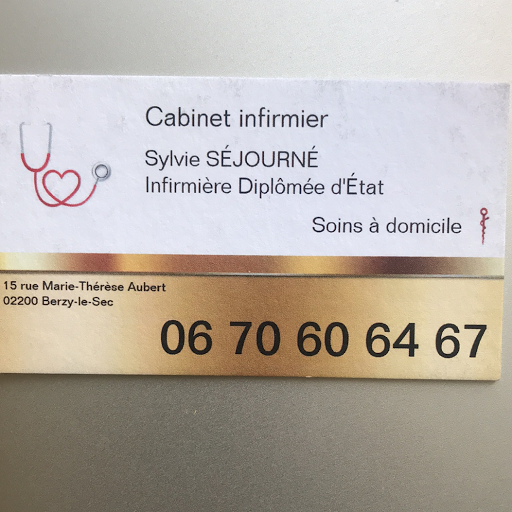 Cabinet infirmier
Sylvie SÉJOURNÉ
Infirmière Diplômée d'État
Soins à domicile
15 rue Marie-Thérèse Aubert
02200 Berzy-le-Sec
06 70 60 64 67